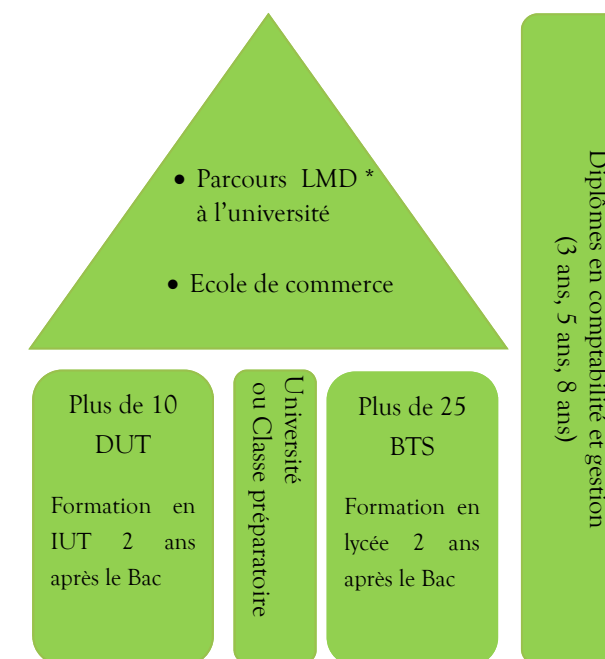 • Parcours LMD *
à l'université
• Ecole de commerce
Diplômes en comptabilité et gestion
(3 ans, 5 ans, 8 ans)
Plus de 10
DUT
Formation en
IUT 2 ans
après le Bac
Université
ou Classe préparatoire
Plus de 25
BTS
Formation en
lycée 2 ans
après le Bac